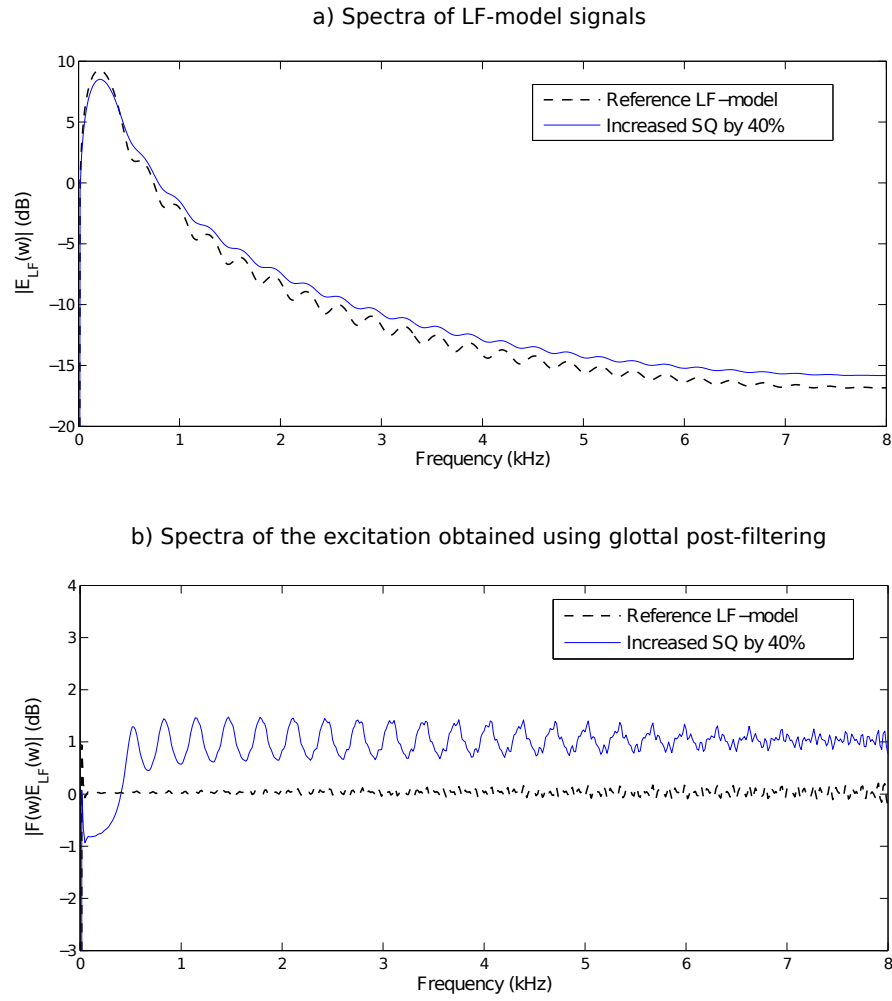 a) Spectra of LF-model signals
10
5
0
−5
−10
−15
−20
|E_LF(w)| (dB)
Reference LF−model
Increased SQ by 40%
0 1 2 3 4 5 6 7 8
Frequency (kHz)
b) Spectra of the excitation obtained using glottal post-filtering
4
3
2
1
0
−1
−2
−3
|F(w)E_LF(w)| (dB)
Reference LF−model
Increased SQ by 40%
0 1 2 3 4 5 6 7 8
Frequency (kHz)